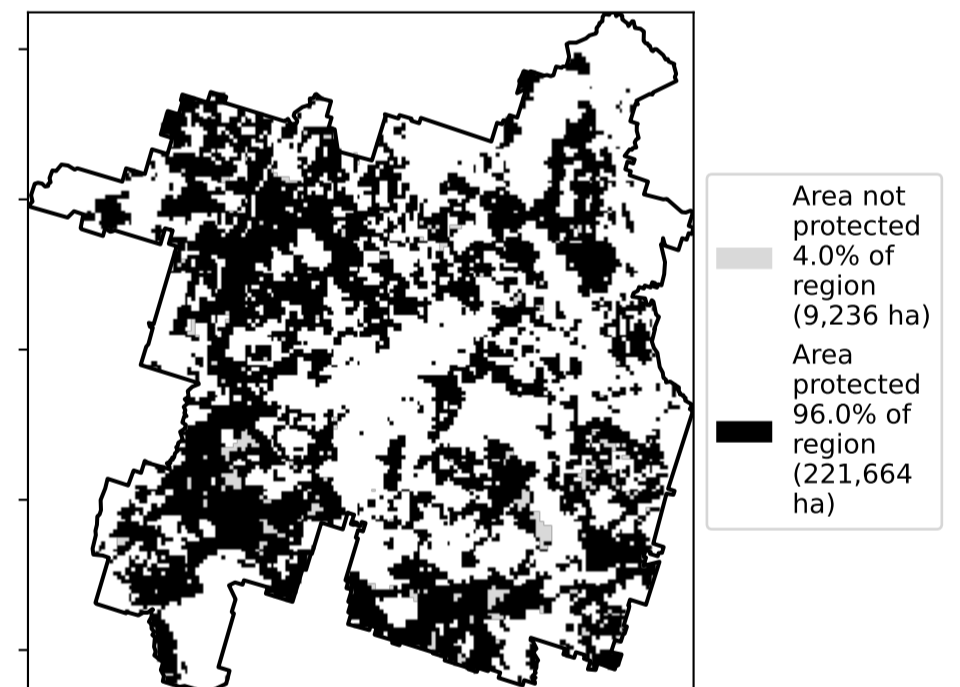 Area not
protected
4.0% of
region
(9,236 ha)
Area
protected
96.0% of
region
(221,664
ha)